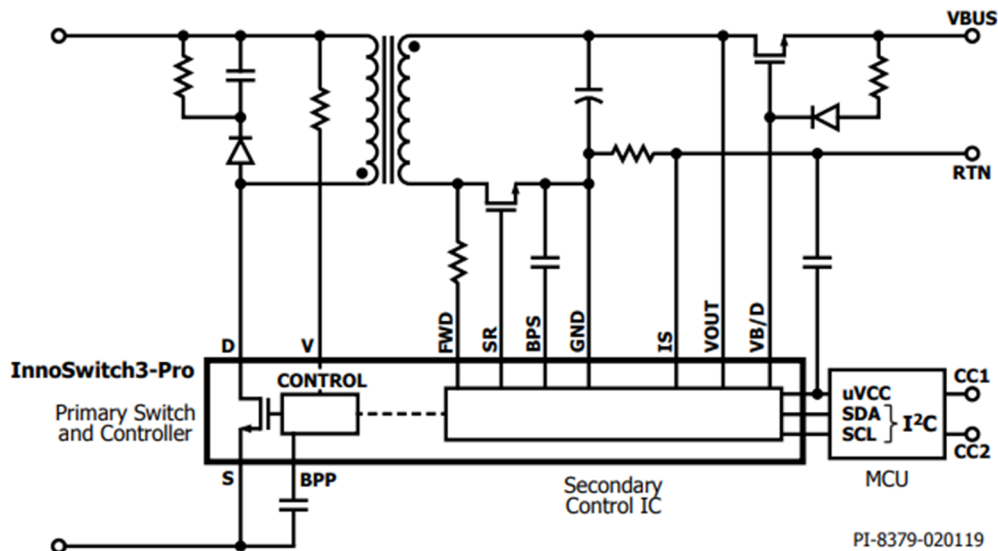 VBUS
RTN
D
V
FWD
SR
BPS
GND
IS
VOUT
VB/D
InnoSwitch3-Pro
Primary Switch
and Controller
CONTROL
S
BPP
Secondary
Control IC
uVCC
SDA
SCL
I²C
CC1
CC2
MCU
PI-8379-020119